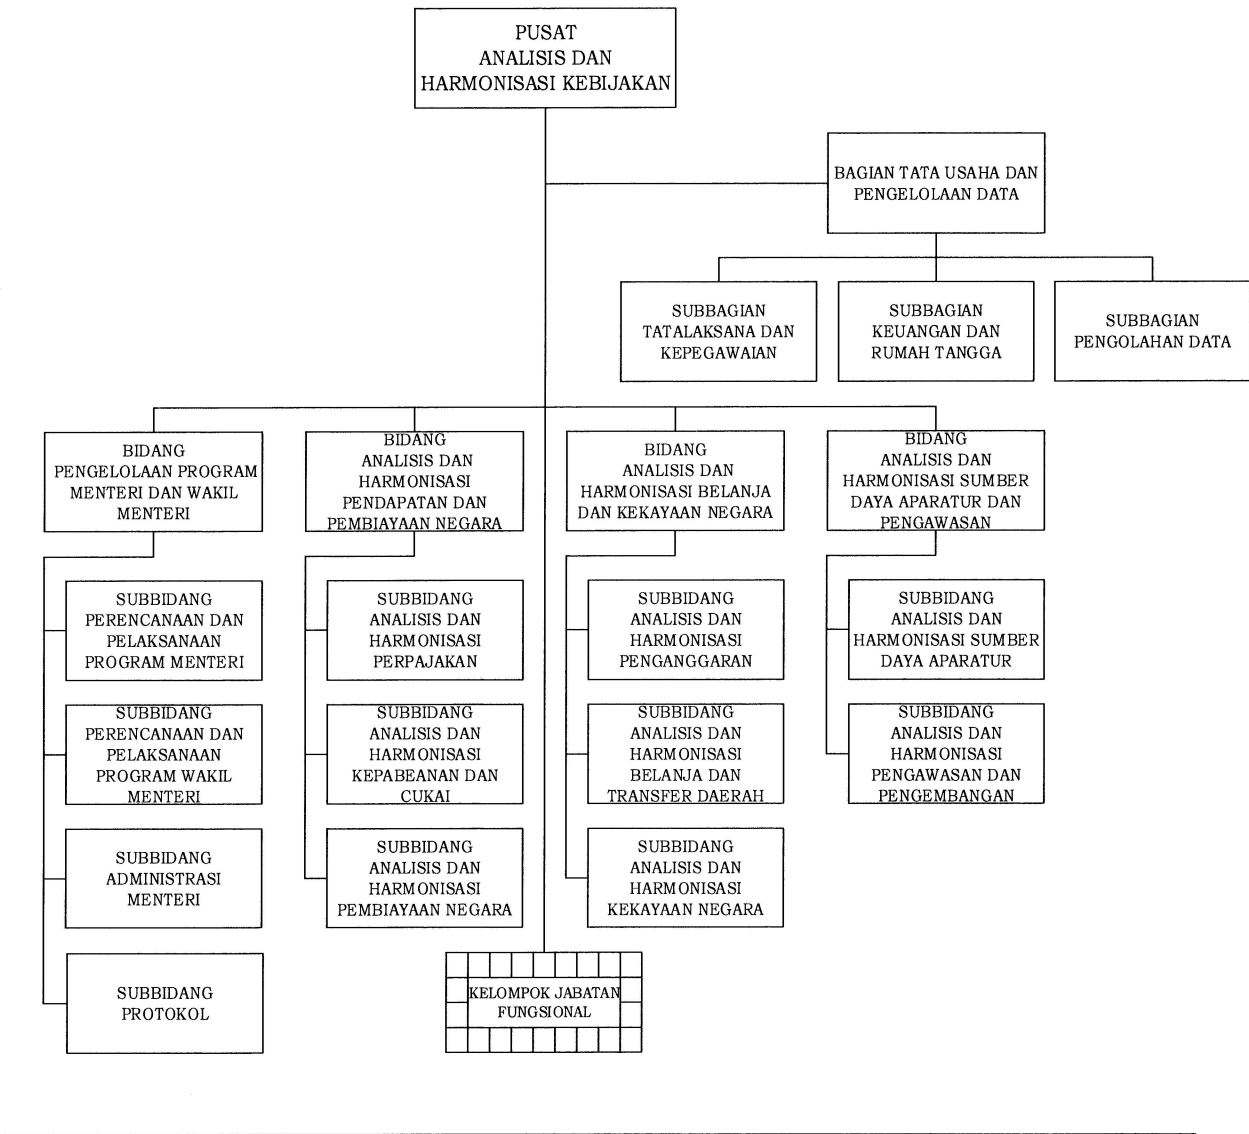 PUSAT
ANALISIS DAN
HARMONISASI KEBIJAKAN
BAGIAN TATA USAHA DAN
PENGELOLAAN DATA
SUBBAGIAN
TATALAKSANA DAN
KEPEGAWAIAN
SUBBAGIAN
KEUANGAN DAN
RUMAH TANGGA
SUBBAGIAN
PENGOLAHAN DATA
BIDANG
PENGELOLAAN PROGRAM
MENTERI DAN WAKIL
MENTERI
BIDANG
ANALISIS DAN
HARMONISASI
PENDAPATAN DAN
PEMBIAYAAN NEGARA
BIDANG
ANALISIS DAN
HARMONISASI BELANJA
DAN KEKAYAAN NEGARA
BIDANG
ANALISIS DAN
HARMONISASI SUMBER
DAYA APARATUR DAN
PENGAWASAN
SUBBIDANG
PERENCANAAN DAN
PELAKSANAAN
PROGRAM MENTERI
SUBBIDANG
ANALISIS DAN
HARMONISASI
PERPAJAKAN
SUBBIDANG
ANALISIS DAN
HARMONISASI
PENGANGGARAN
SUBBIDANG
ANALISIS DAN
HARMONISASI SUMBER
DAYA APARATUR
SUBBIDANG
PERENCANAAN DAN
PELAKSANAAN
PROGRAM WAKIL
MENTERI
SUBBIDANG
ANALISIS DAN
HARMONISASI
KEPABEANAN DAN
CUKAI
SUBBIDANG
ANALISIS DAN
HARMONISASI
BELANJA DAN
TRANSFER DAERAH
SUBBIDANG
ANALISIS DAN
HARMONISASI
PENGAWASAN DAN
PENGEMBANGAN
SUBBIDANG
ADMINISTRASI
MENTERI
SUBBIDANG
ANALISIS DAN
HARMONISASI
PEMBIAYAAN NEGARA
SUBBIDANG
ANALISIS DAN
HARMONISASI
KEKAYAAN NEGARA
SUBBIDANG
PROTOKOL
KELOMPOK JABATAN
FUNGSIONAL